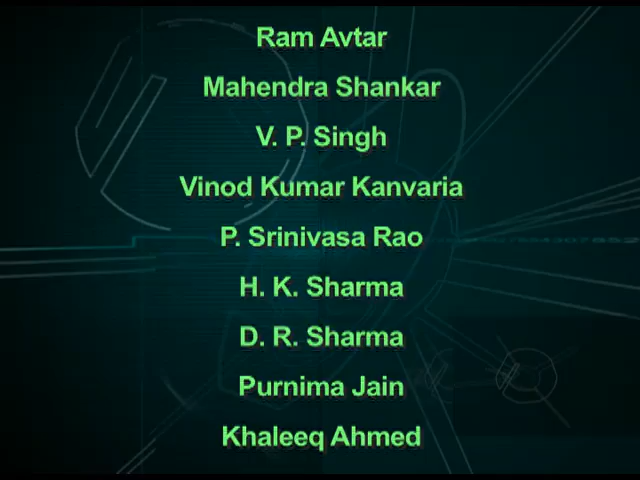 Ram Avtar
Mahendra Shankar
V. P. Singh
Vinod Kumar Kanvaria
P. Srinivasa Rao
H. K. Sharma
D. R. Sharma
Purnima Jain
Khaleeq Ahmed